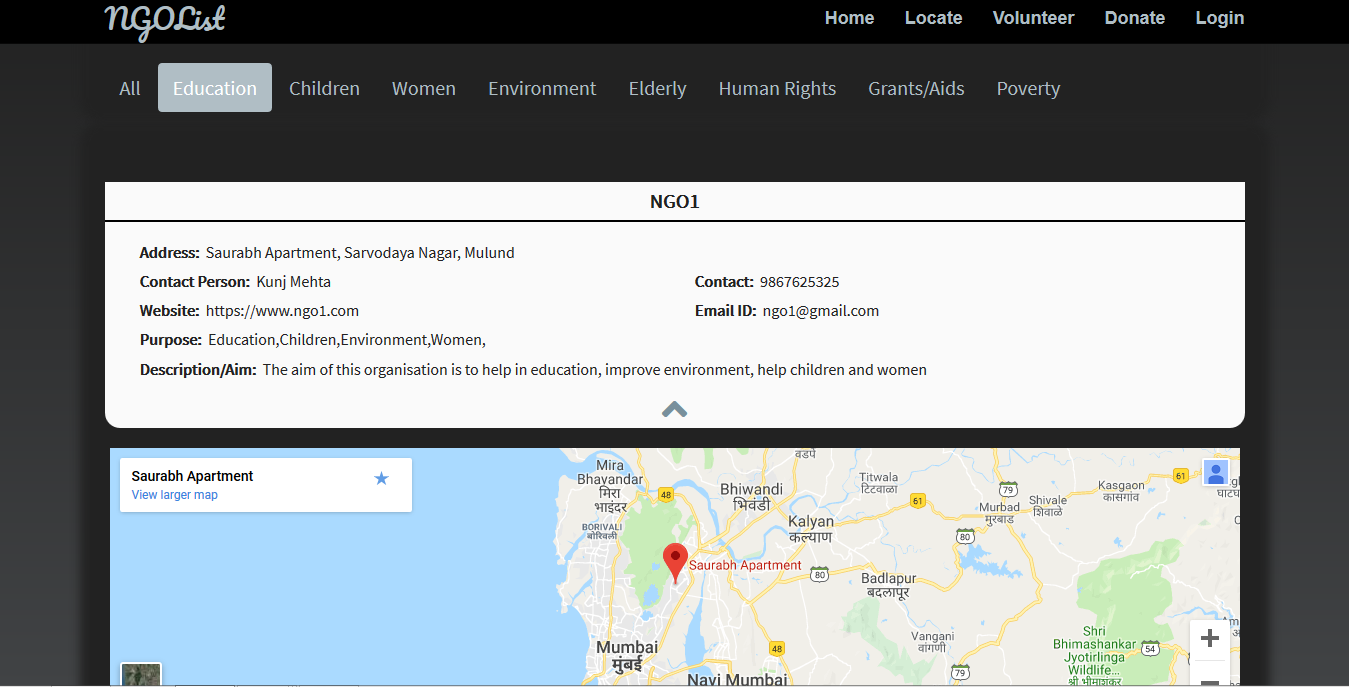 NGOList
Home Locate Volunteer Donate Login
All Education Children Women Environment Elderly Human Rights Grants/Aids Poverty
NGO1
Address: Saurabh Apartment, Sarvodaya Nagar, Mulund
Contact Person: Kunj Mehta Contact: 9867625325
Website: https://www.ngo1.com Email ID: ngo1@gmail.com
Purpose: Education,Children,Environment,Women,
Description/Aim: The aim of this organisation is to help in education, improve environment, help children and women
Saurabh Apartment
View larger map
वडपे
Mira
Bhayandar
मिरा
भाइंदर
48
Bhiwandi
भिवंडी
Titwala
टिटवाळा
61
79
Murbad
मुरबाड
Shivale
शिवाळे
Kasgaon
कासगाव
61
BORIVALI
बोरिवली
Kalyan
कल्याण
80
Saurabh Apartment
80
Badlapur
बदलापूर
Vangani
वांगणी
Shri
Bhimashankar
Jyotirlinga
Wildlife...
श्री भीमाशंकर
54
Mumbai
मुंबई
48
Navi Mumbai
79
+